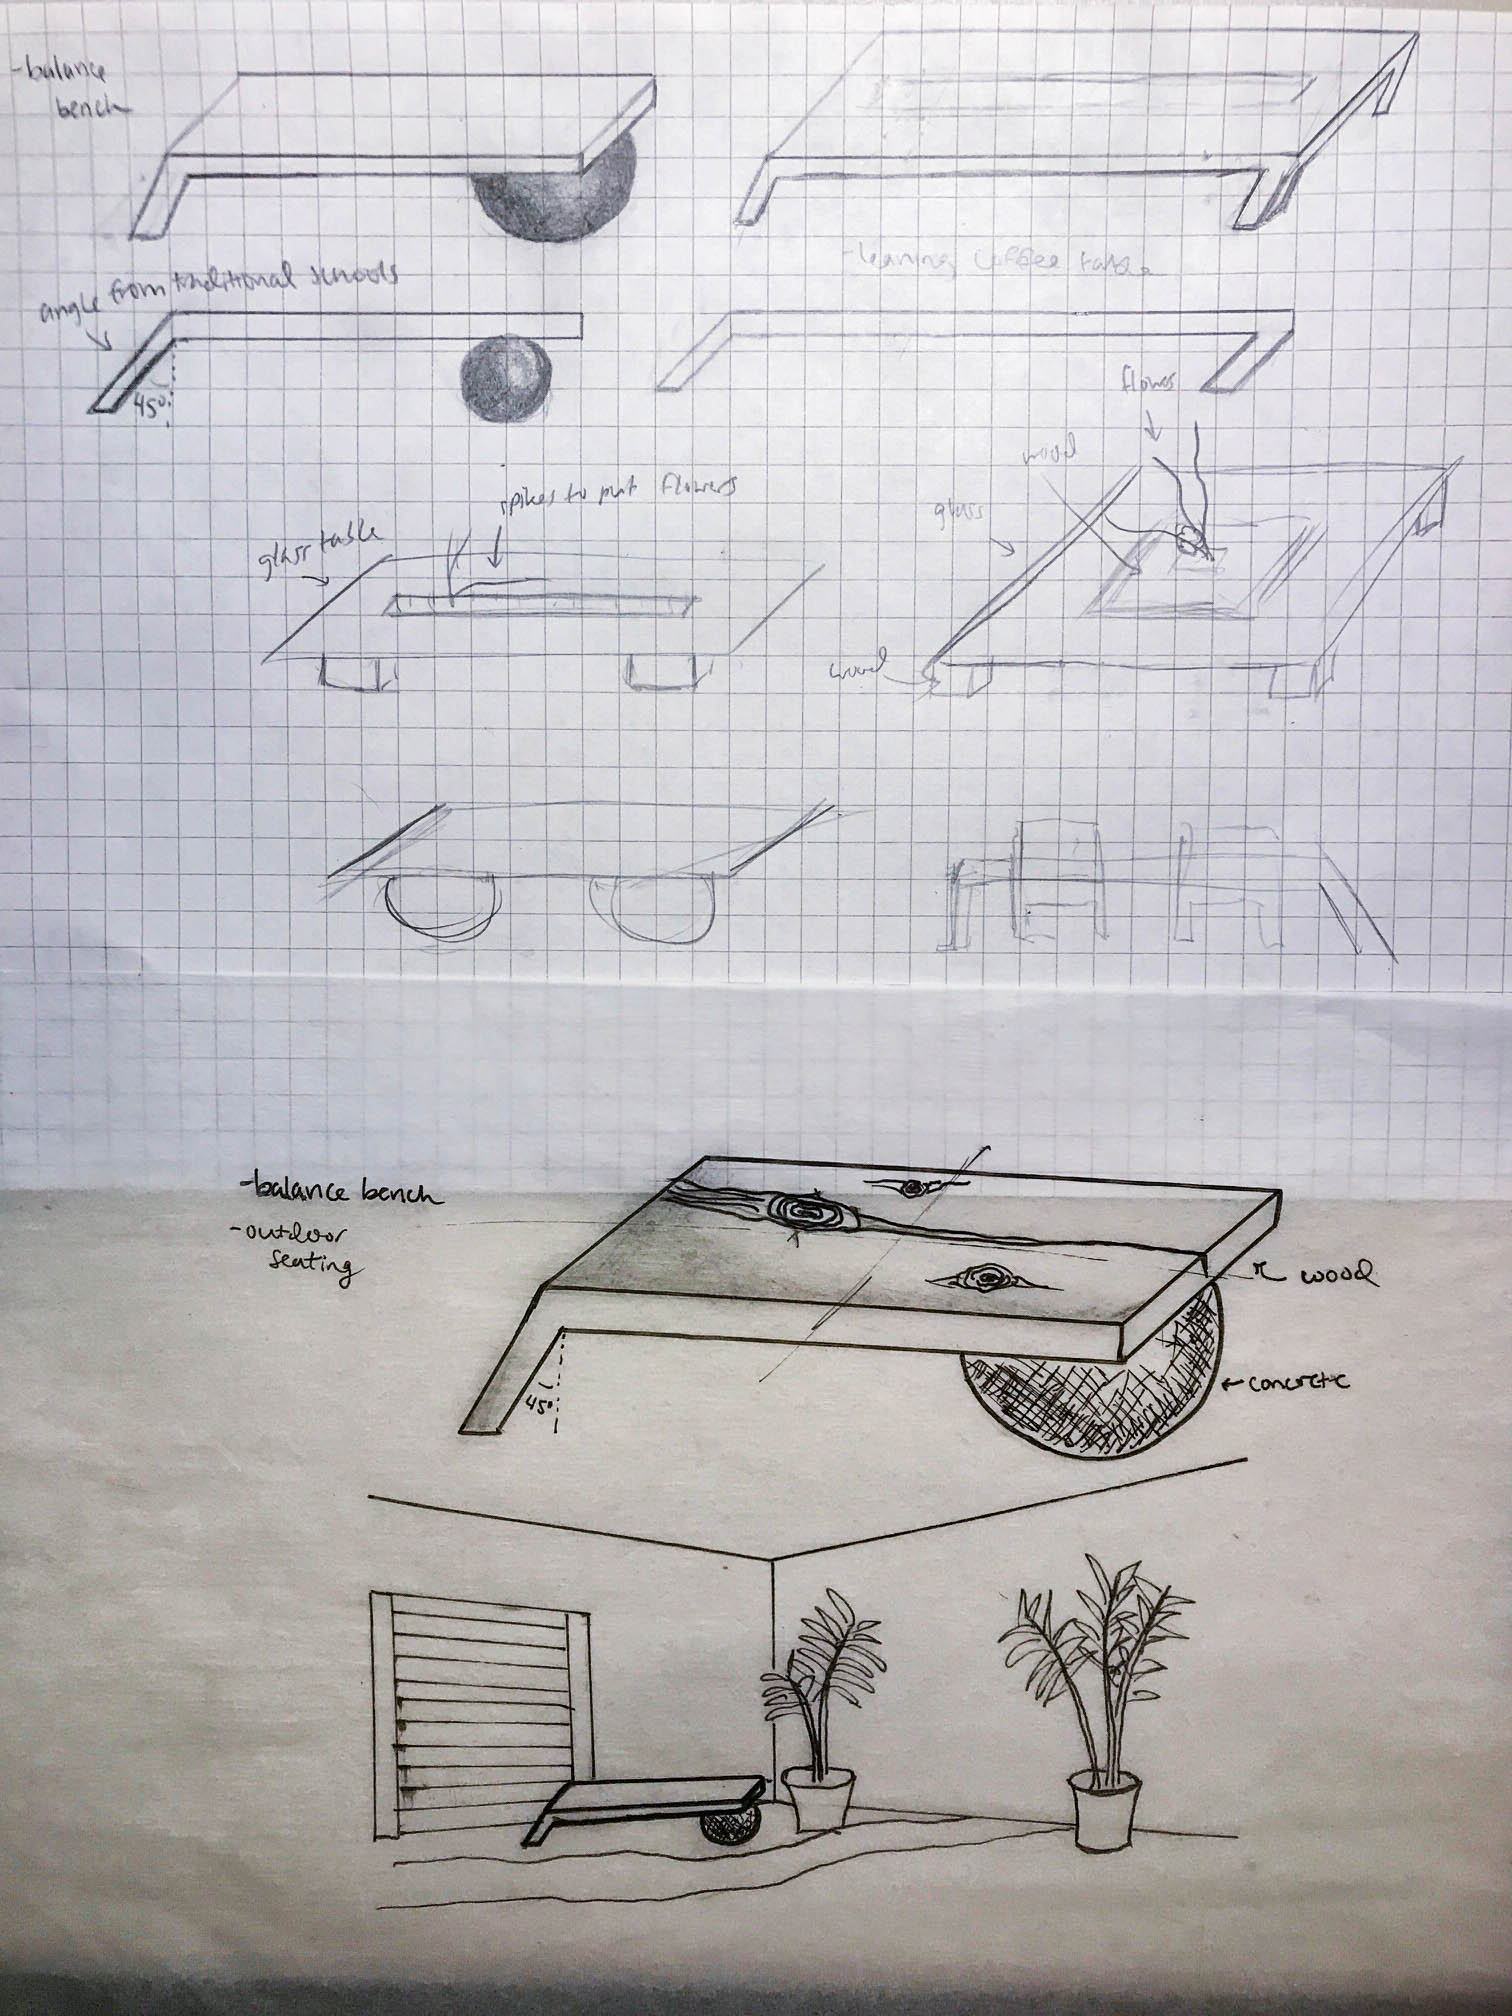 -balance
bench
angle from traditional schools
45°
-leaning coffee table
flower
wood
glass
spikes to put flowers
glass table
wood
-balance bench
-outdoor
seating
wood
45°
concrete